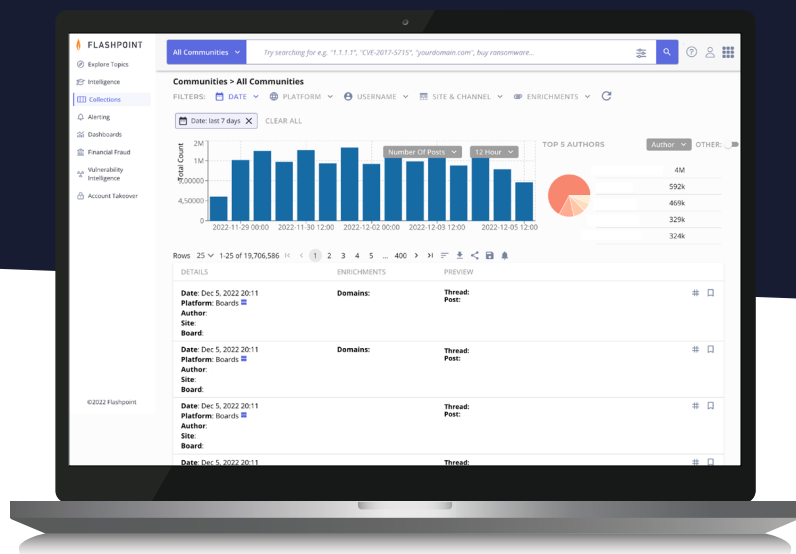 FLASHPOINT
Explore Topics
Intelligence
Collections
Alerting
Dashboards
Financial Fraud
Vulnerability
Intelligence
Account Takeover
©2022 Flashpoint
All Communities
Try searching for e.g. "1.1.1.1", "CVE-2017-5715", "yourdomain.com", buy ransomware...
Communities > All Communities
FILTERS: DATE PLATFORM USERNAME SITE & CHANNEL ENRICHMENTS
Date: last 7 days X CLEAR ALL
Total Count
2M
1M
9,00000
4,50000
0
Number Of Posts
12 Hour
2022-11-29 00:00 2022-11-30 12:00 2022-12-02 00:00 2022-12-03 12:00 2022-12-05 12:00
TOP 5 AUTHORS Author OTHER:
4M
592k
469k
329k
324k
Rows 25 1-25 of 19,706,586 1 2 3 4 5 ... 400
DETAILS ENRICHMENTS PREVIEW
Date: Dec 5, 2022 20:11 Domains: Thread:
Platform: Boards Post:
Author:
Site:
Board:
Date: Dec 5, 2022 20:11 Domains: Thread:
Platform: Boards Post:
Author:
Site:
Board:
Date: Dec 5, 2022 20:11 Thread:
Platform: Boards Post:
Author:
Site:
Board:
Date: Dec 5, 2022 20:11 Thread: